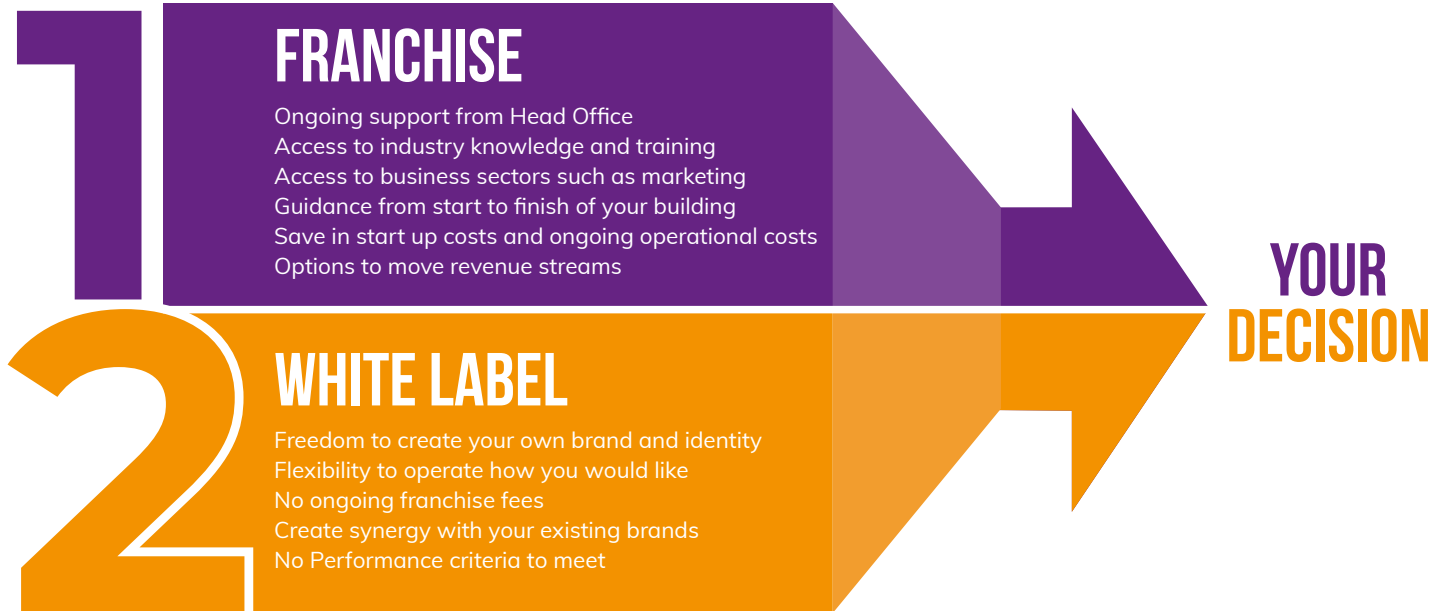 1
FRANCHISE
Ongoing support from Head Office
Access to industry knowledge and training
Access to business sectors such as marketing
Guidance from start to finish of your building
Save in start up costs and ongoing operational costs
Options to move revenue streams
2
WHITE LABEL
Freedom to create your own brand and identity
Flexibility to operate how you would like
No ongoing franchise fees
Create synergy with your existing brands
No Performance criteria to meet
YOUR
DECISION